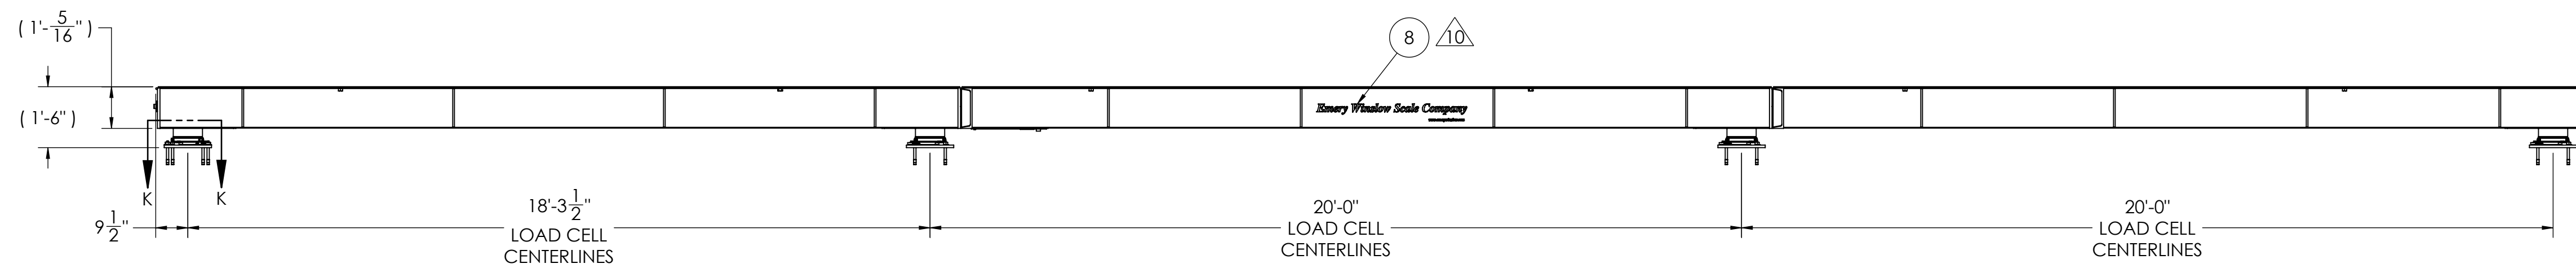 ( 1'-5/16" )
8
10
Emery Winslow Scale Company
( 1'-6" )
K
K
9 1/2"
18'-3 1/2"
LOAD CELL
CENTERLINES
20'-0"
LOAD CELL
CENTERLINES
20'-0"
LOAD CELL
CENTERLINES